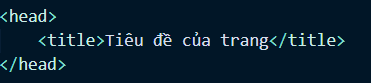 <head>
    <title>Tiêu đề của trang</title>
</head>